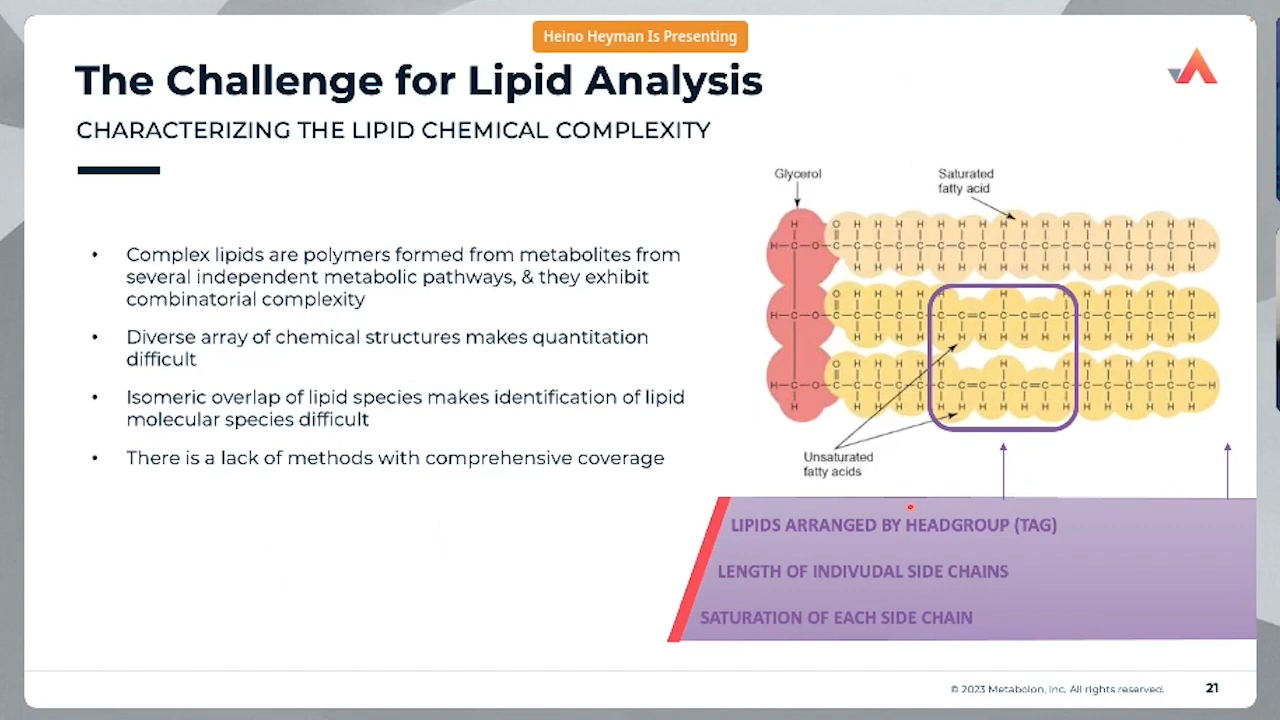 Heino Heyman Is Presenting
The Challenge for Lipid Analysis
CHARACTERIZING THE LIPID CHEMICAL COMPLEXITY
• Complex lipids are polymers formed from metabolites from
several independent metabolic pathways, & they exhibit
combinatorial complexity
• Diverse array of chemical structures makes quantitation
difficult
• Isomeric overlap of lipid species makes identification of lipid
molecular species difficult
• There is a lack of methods with comprehensive coverage
Glycerol
Saturated
fatty acid
Unsaturated
fatty acids
LIPIDS ARRANGED BY HEADGROUP (TAG)
LENGTH OF INDIVUDAL SIDE CHAINS
SATURATION OF EACH SIDE CHAIN
© 2023 Metabolon, Inc. All rights reserved.
21